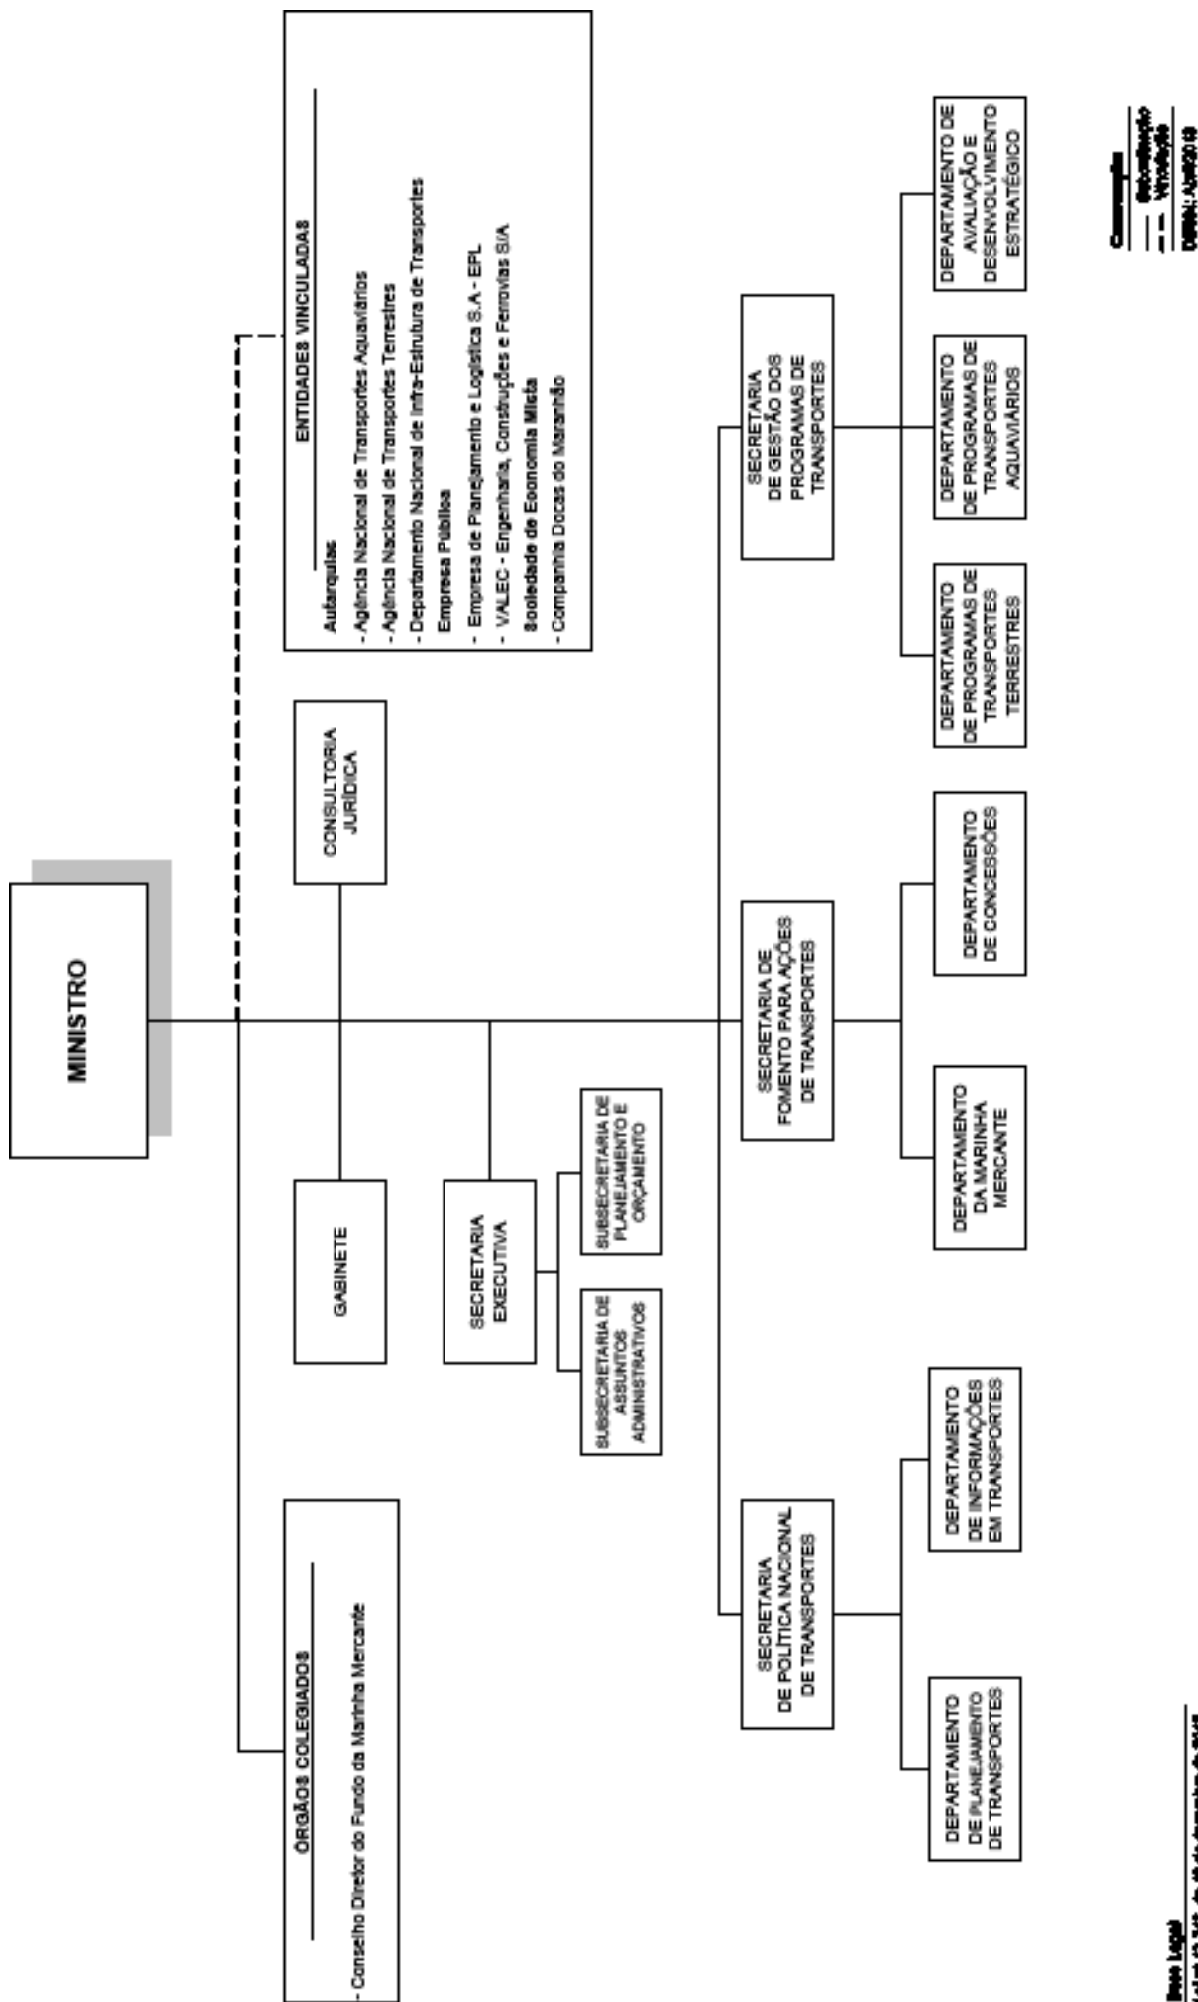 MINISTRO
ÓRGÃOS COLEGIADOS
- Conselho Diretor do Fundo da Marinha Mercante
GABINETE
CONSULTORIA
JURÍDICA
ENTIDADES VINCULADAS
Autarquias
- Agência Nacional de Transportes Aquaviários
- Agência Nacional de Transportes Terrestres
- Departamento Nacional de Infra-Estrutura de Transportes
Empresa Pública
- Empresa de Planejamento e Logística S.A - EPL
- VALEC - Engenharia, Construções e Ferrovias S/A
Sociedade de Economia Mista
- Companhia Docas do Maranhão
SECRETARIA
EXECUTIVA
SUBSECRETARIA DE
ASSUNTOS
ADMINISTRATIVOS
SUBSECRETARIA DE
PLANEJAMENTO E
ORÇAMENTO
SECRETARIA
DE POLÍTICA NACIONAL
DE TRANSPORTES
SECRETARIA DE
FOMENTO PARA AÇÕES
DE TRANSPORTES
SECRETARIA
DE GESTÃO DOS
PROGRAMAS DE
TRANSPORTES
DEPARTAMENTO
DE PLANEJAMENTO
DE TRANSPORTES
DEPARTAMENTO
DE INFORMAÇÕES
EM TRANSPORTES
DEPARTAMENTO
DA MARINHA
MERCANTE
DEPARTAMENTO
DE CONCESSÕES
DEPARTAMENTO
DE PROGRAMAS DE
TRANSPORTES
TERRESTRES
DEPARTAMENTO
DE PROGRAMAS DE
TRANSPORTES
AQUAVIÁRIOS
DEPARTAMENTO DE
AVALIAÇÃO E
DESENVOLVIMENTO
ESTRATÉGICO
Subordinação
Vinculação
Base Legal